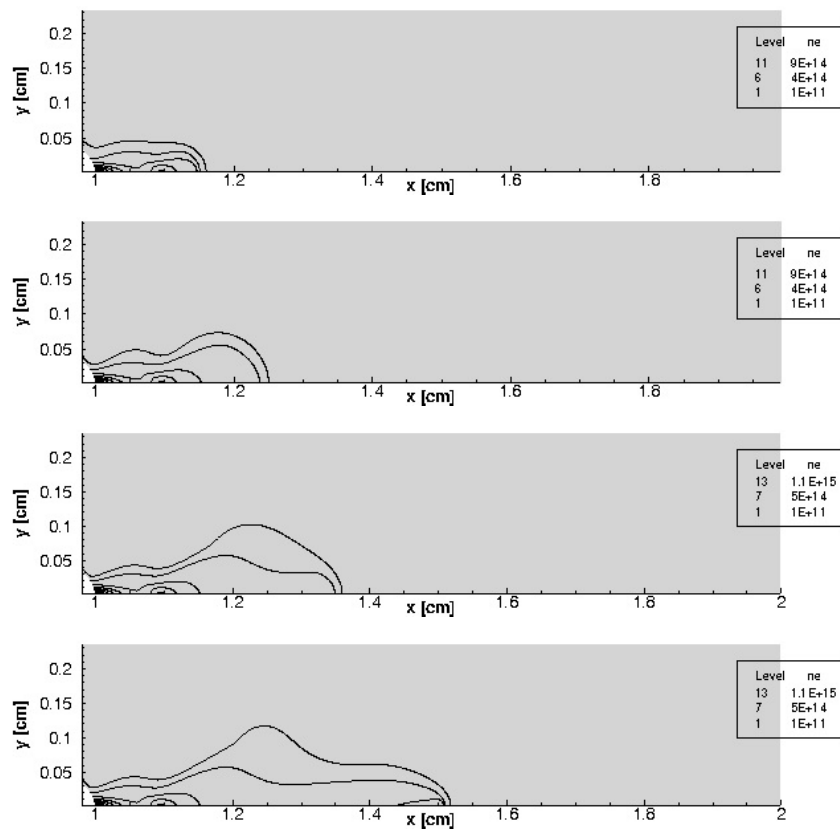 y [cm]
0.2
0.15
0.1
0.05
1 1.2 1.4 1.6 1.8
x [cm]
Level ne
11 9E+14
6 4E+14
1 1E+11
y [cm]
0.2
0.15
0.1
0.05
1 1.2 1.4 1.6 1.8
x [cm]
Level ne
11 9E+14
6 4E+14
1 1E+11
y [cm]
0.2
0.15
0.1
0.05
1 1.2 1.4 1.6 1.8 2
x [cm]
Level ne
13 1.1E+15
7 5E+14
1 1E+11
y [cm]
0.2
0.15
0.1
0.05
1 1.2 1.4 1.6 1.8 2
x [cm]
Level ne
13 1.1E+15
7 5E+14
1 1E+11